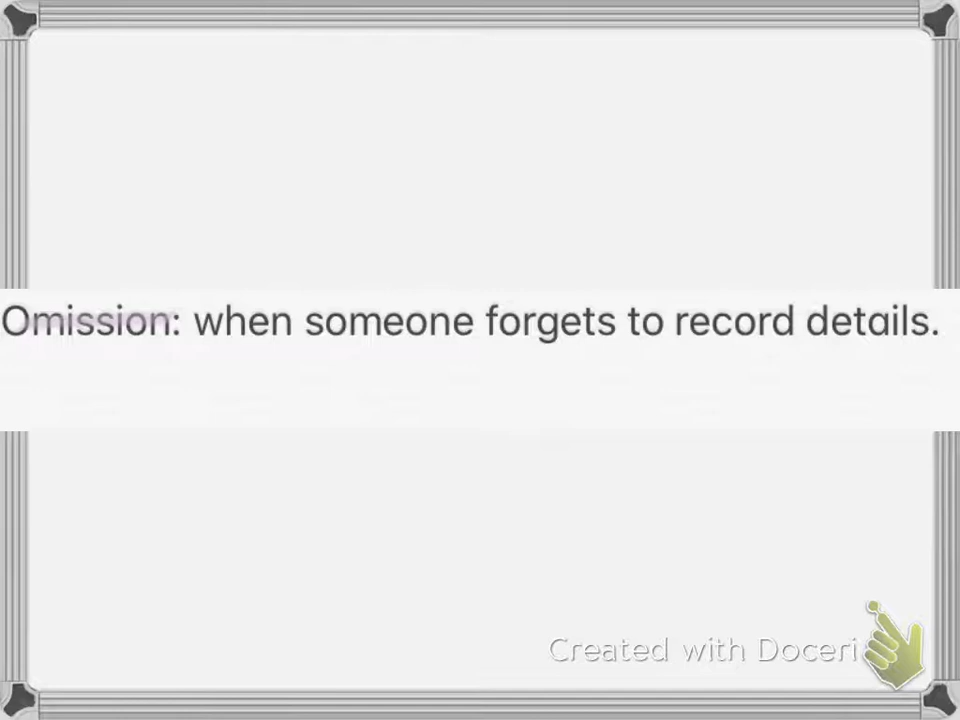 Omission: when someone forgets to record details.
Created with Doceri